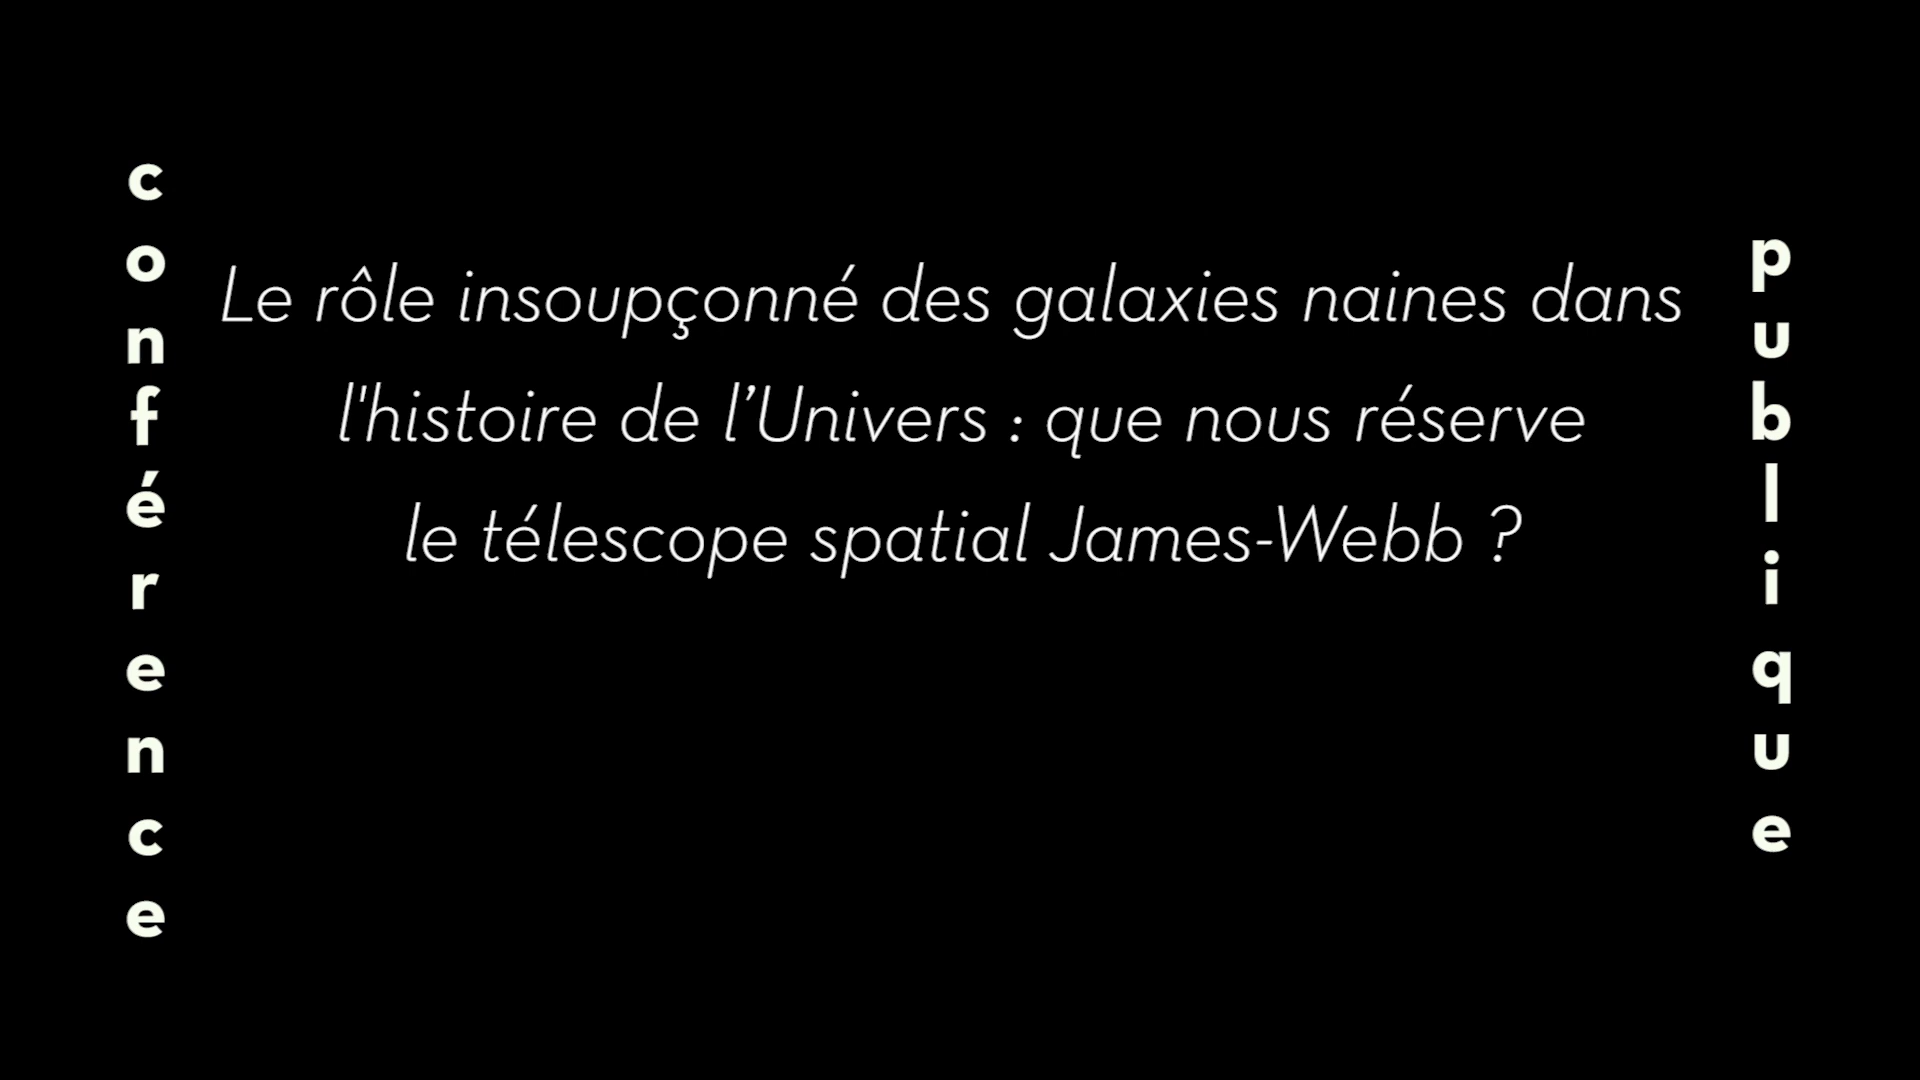 conférence
Le rôle insoupçonné des galaxies naines dans
l'histoire de l’Univers : que nous réserve
le télescope spatial James-Webb ?
publique